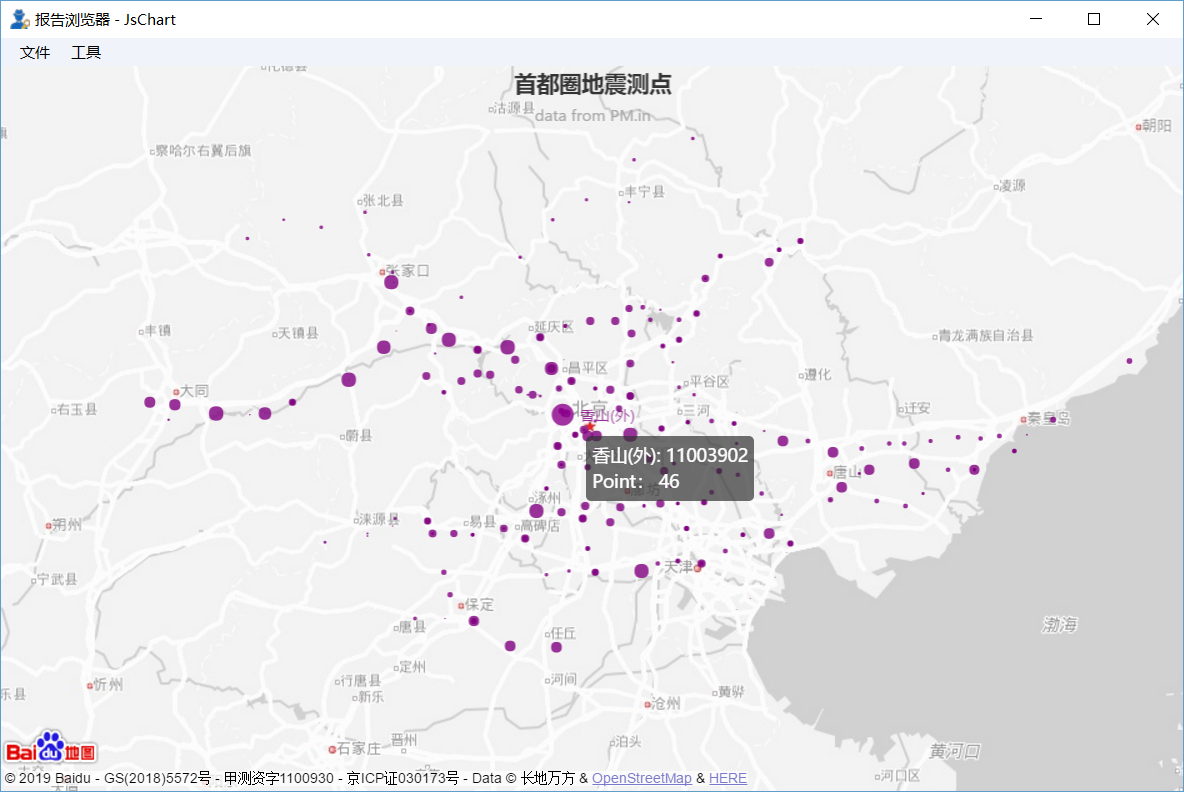 报告浏览器 - JsChart
文件 工具
首都圈地震测点
data from PM.in
沽源县
朝阳
察哈尔右翼后旗
凌源
丰宁县
张北县
张家口
丰镇
天镇县
延庆区
青龙满族自治县
昌平区
平谷区
遵化
大同
右玉县
北京
香山(外)
三河
迁安
秦皇岛
蔚县
香山(外): 11003902
Point： 46
唐山
廊坊
涿州
朔州
涞源县
易县
高碑店
宁武县
天津
保定
唐县
任丘
渤海
定州
忻州
行唐县
新乐
河间
黄骅
沧州
乐县
石家庄
晋州
泊头
黄河口
河口区
Bai du 地图
© 2019 Baidu - GS(2018)5572号 - 甲测资字1100930 - 京ICP证030173号 - Data © 长地万方 & OpenStreetMap & HERE